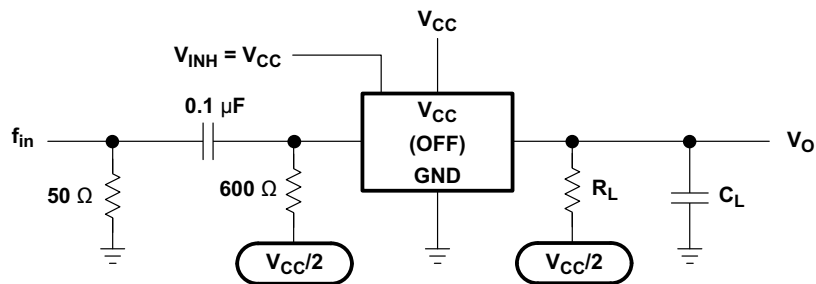 V_CC
V_INH = V_CC
0.1 µF
V_CC
f_in
(OFF)
V_O
GND
50 Ω
600 Ω
R_L
C_L
V_CC/2
V_CC/2